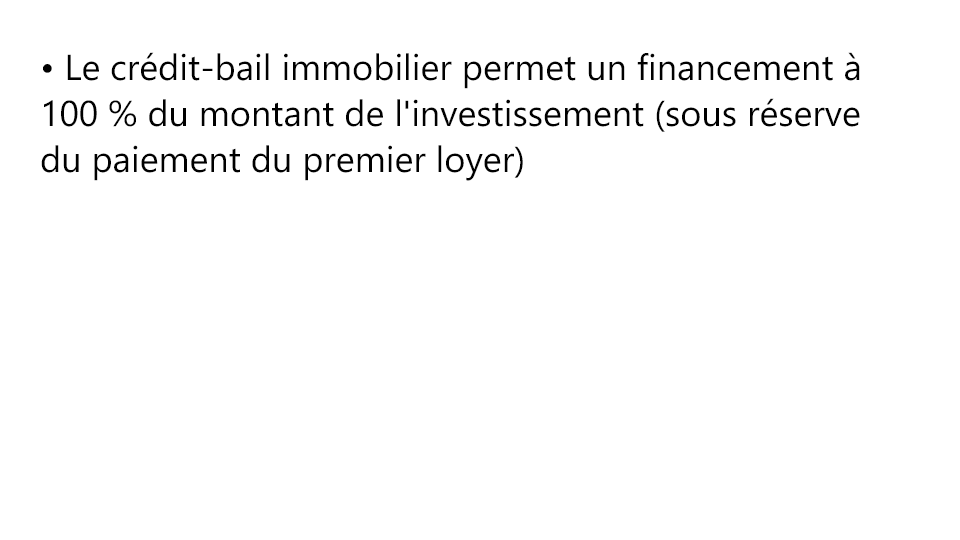 • Le crédit-bail immobilier permet un financement à
100 % du montant de l'investissement (sous réserve
du paiement du premier loyer)